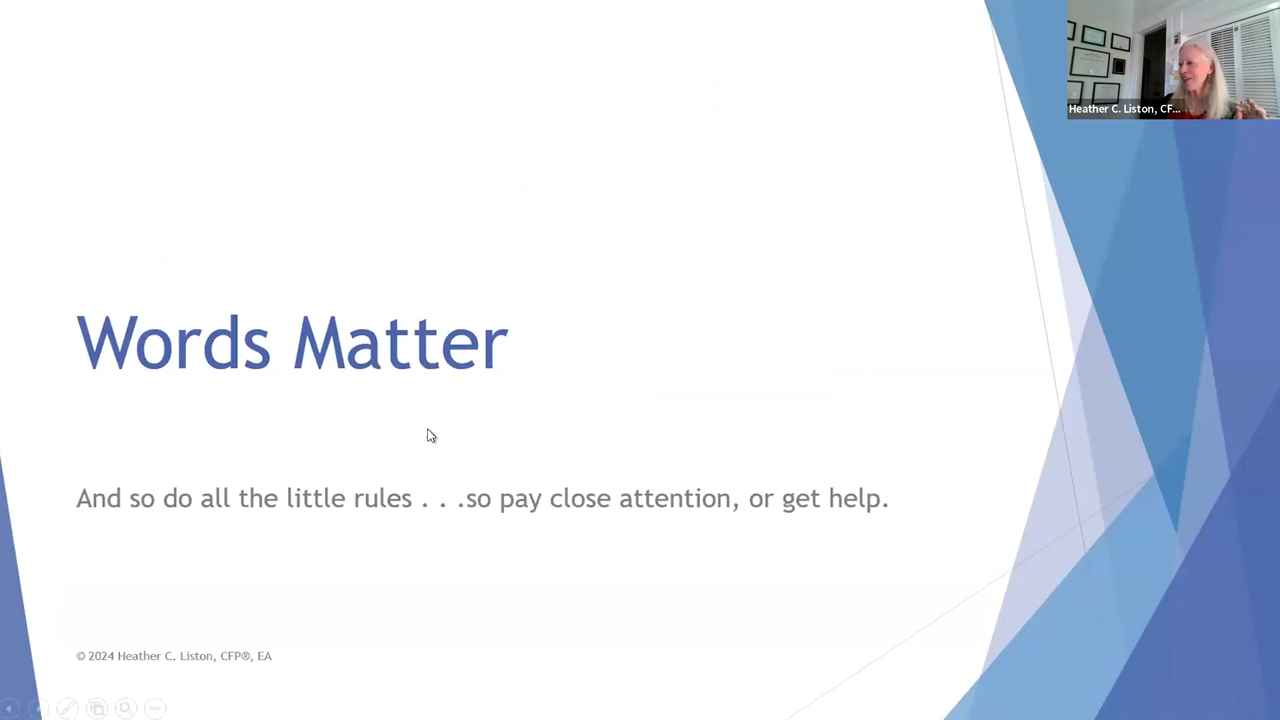 Heather C. Liston, CF...
Words Matter
And so do all the little rules . . .so pay close attention, or get help.
© 2024 Heather C. Liston, CFP®, EA